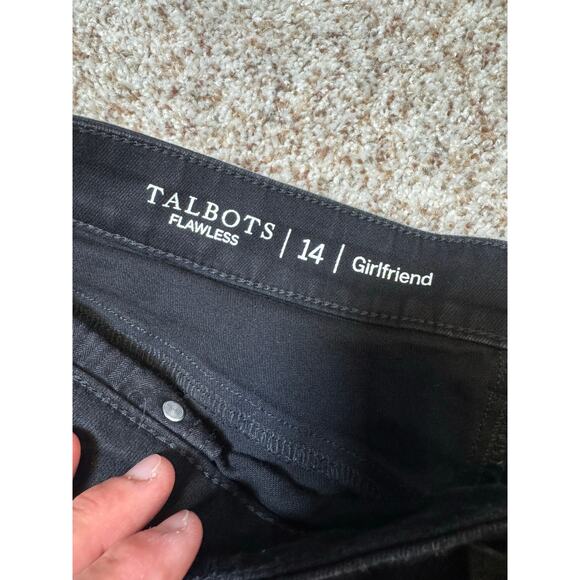 TALBOTS
FLAWLESS | 14 | Girlfriend